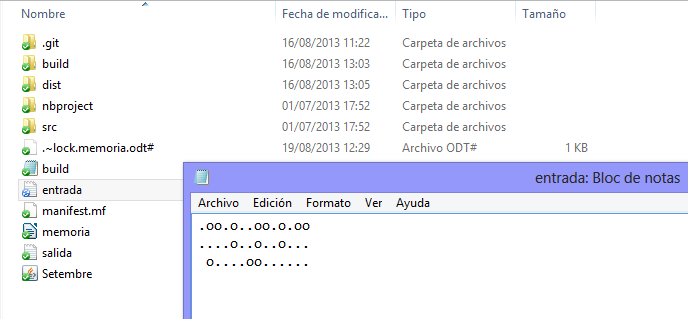 Nombre Fecha de modifica... Tipo Tamaño
.git 16/08/2013 11:22 Carpeta de archivos
build 16/08/2013 13:03 Carpeta de archivos
dist 16/08/2013 13:05 Carpeta de archivos
nbproject 01/07/2013 17:52 Carpeta de archivos
src 01/07/2013 17:52 Carpeta de archivos
.~lock.memoria.odt# 19/08/2013 12:29 Archivo ODT# 1 KB
build
entrada
manifest.mf
memoria
salida
Setembre
entrada: Bloc de notas
Archivo Edición Formato Ver Ayuda
.oo.o..oo.o.oo
....o..o..o...
 o....oo......